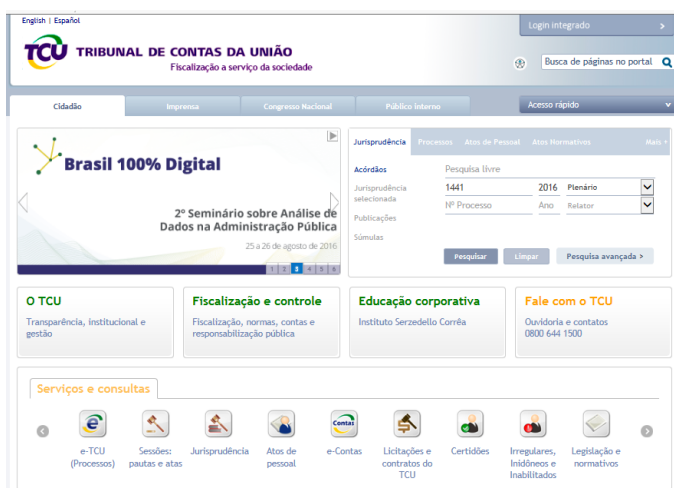 English | Español
Login integrado >
TCU TRIBUNAL DE CONTAS DA UNIÃO
Fiscalização a serviço da sociedade
Busca de páginas no portal
Cidadão Imprensa Congresso Nacional Público interno Acesso rápido
Brasil 100% Digital
2º Seminário sobre Análise de
Dados na Administração Pública
25 a 26 de agosto de 2016
1 2 3 4 5 6
Jurisprudência Processos Atos de Pessoal Atos Normativos Mais +
Acórdãos Pesquisa livre
Jurisprudência
selecionada
1441 2016 Plenário
Nº Processo Ano Relator
Publicações
Súmulas
Pesquisar Limpar Pesquisa avançada >
O TCU
Transparência, institucional e
gestão
Fiscalização e controle
Fiscalização, normas, contas e
responsabilização pública
Educação corporativa
Instituto Serzedello Corrêa
Fale com o TCU
Ouvidoria e contatos
0800 644 1500
Serviços e consultas
e
Contas
$
e-TCU
(Processos)
Sessões:
pautas e atas
Jurisprudência
Atos de
pessoal
e-Contas
Licitações e
contratos do
TCU
Certidões
Irregulares,
Inidôneos e
Inabilitados
Legislação e
normativos